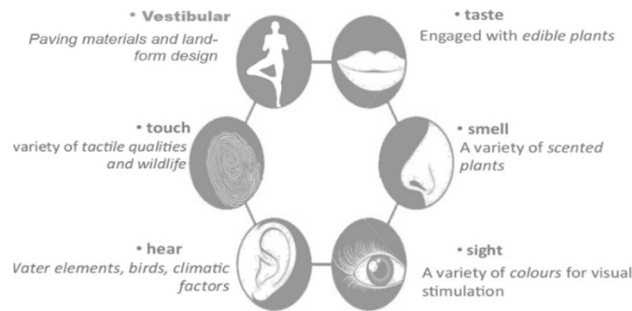 • Vestibular
Paving materials and land-
form design
• taste
Engaged with edible plants
• touch
variety of tactile qualities
and wildlife
• smell
A variety of scented
plants
• hear
Water elements, birds, climatic
factors
• sight
A variety of colours for visual
stimulation